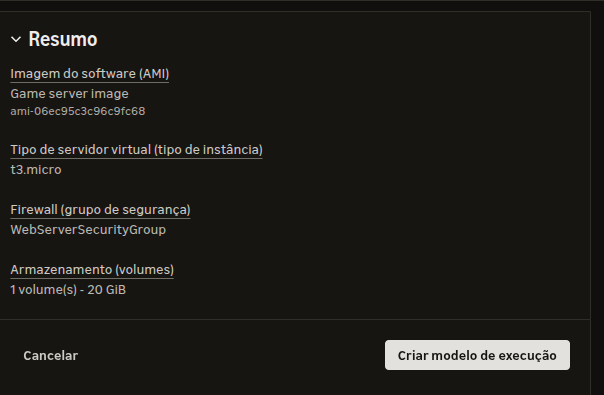 Resumo
Imagem do software (AMI)
Game server image
ami-06ec95c3c96c9fc68
Tipo de servidor virtual (tipo de instância)
t3.micro
Firewall (grupo de segurança)
WebServerSecurityGroup
Armazenamento (volumes)
1 volume(s) - 20 GiB
Cancelar
Criar modelo de execução